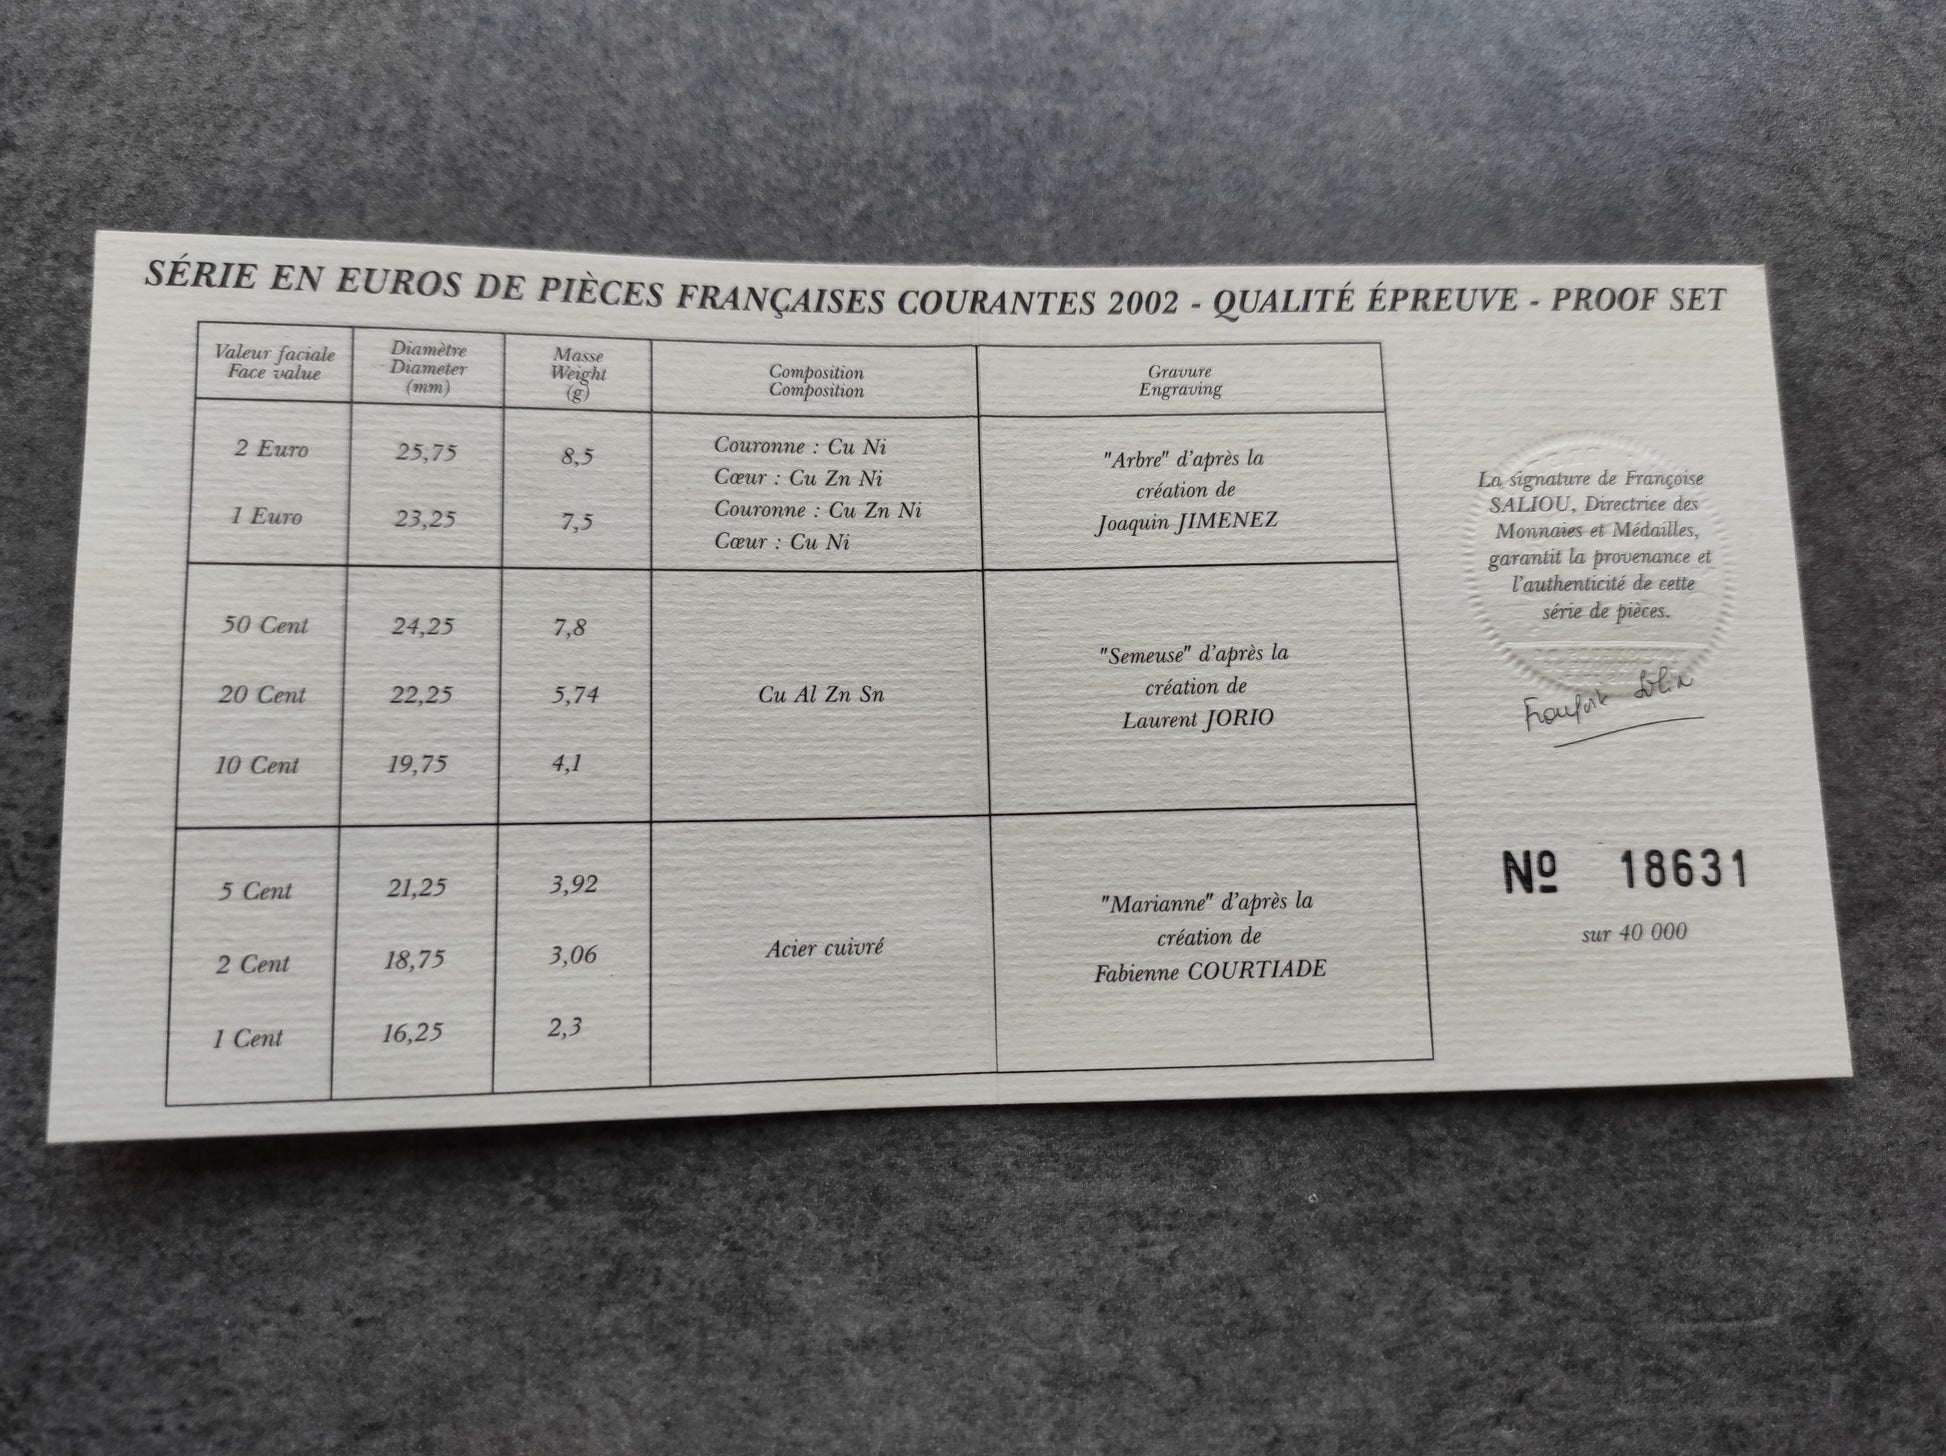 SÉRIE EN EUROS DE PIÈCES FRANÇAISES COURANTES 2002 - QUALITÉ ÉPREUVE - PROOF SET
Valeur faciale
Face value
Diamètre
Diameter
(mm)
Masse
Weight
(g)
Composition
Composition
Gravure
Engraving
2 Euro
25,75
8,5
1 Euro
23,25
7,5
Couronne : Cu Ni
Cœur : Cu Zn Ni
Couronne : Cu Zn Ni
Cœur : Cu Ni
"Arbre" d'après la
création de
Joaquin JIMENEZ
50 Cent
24,25
7,8
20 Cent
22,25
5,74
10 Cent
19,75
4,1
Cu Al Zn Sn
"Semeuse" d'après la
création de
Laurent JORIO
5 Cent
21,25
3,92
2 Cent
18,75
3,06
1 Cent
16,25
2,3
Acier cuivré
"Marianne" d'après la
création de
Fabienne COURTIADE
La signature de Françoise
SALIOU, Directrice des
Monnaies et Médailles,
garantit la provenance et
l'authenticité de cette
série de pièces.
Nº 18631
sur 40 000